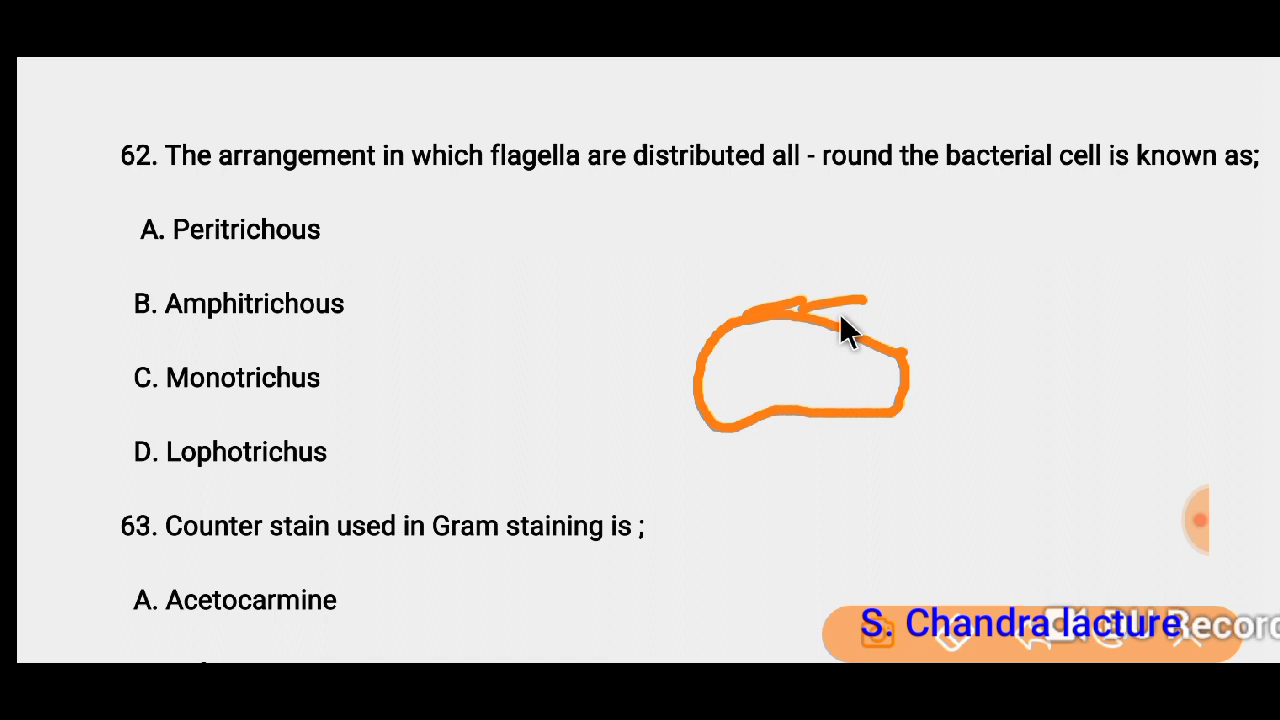 62. The arrangement in which flagella are distributed all - round the bacterial cell is known as;
A. Peritrichous
B. Amphitrichous
C. Monotrichus
D. Lophotrichus
63. Counter stain used in Gram staining is ;
A. Acetocarmine
S. Chandra lacture